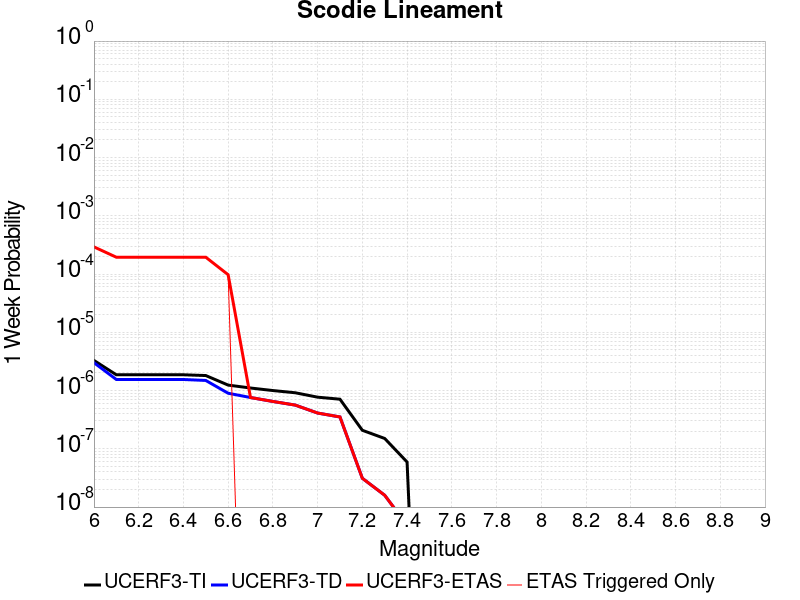 Scodie Lineament
10^0
10^-1
10^-2
10^-3
10^-4
10^-5
10^-6
10^-7
10^-8
1 Week Probability
6 6.2 6.4 6.6 6.8 7 7.2 7.4 7.6 7.8 8 8.2 8.4 8.6 8.8 9
Magnitude
UCERF3-TI UCERF3-TD UCERF3-ETAS ETAS Triggered Only